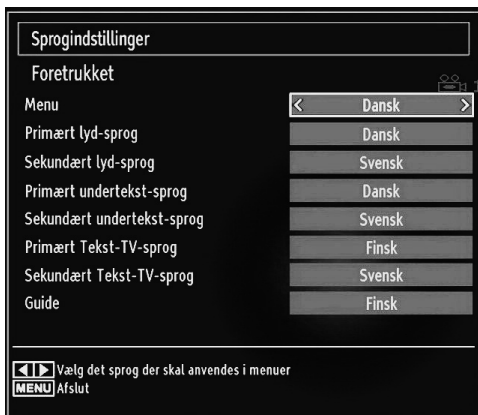 Sprogindstillinger
Foretrukket
Menu < Dansk >
Primært lyd-sprog Dansk
Sekundært lyd-sprog Svensk
Primært undertekst-sprog Dansk
Sekundært undertekst-sprog Svensk
Primært Tekst-TV-sprog Finsk
Sekundært Tekst-TV-sprog Svensk
Guide Finsk
Vælg det sprog der skal anvendes i menuer
MENU Afslut